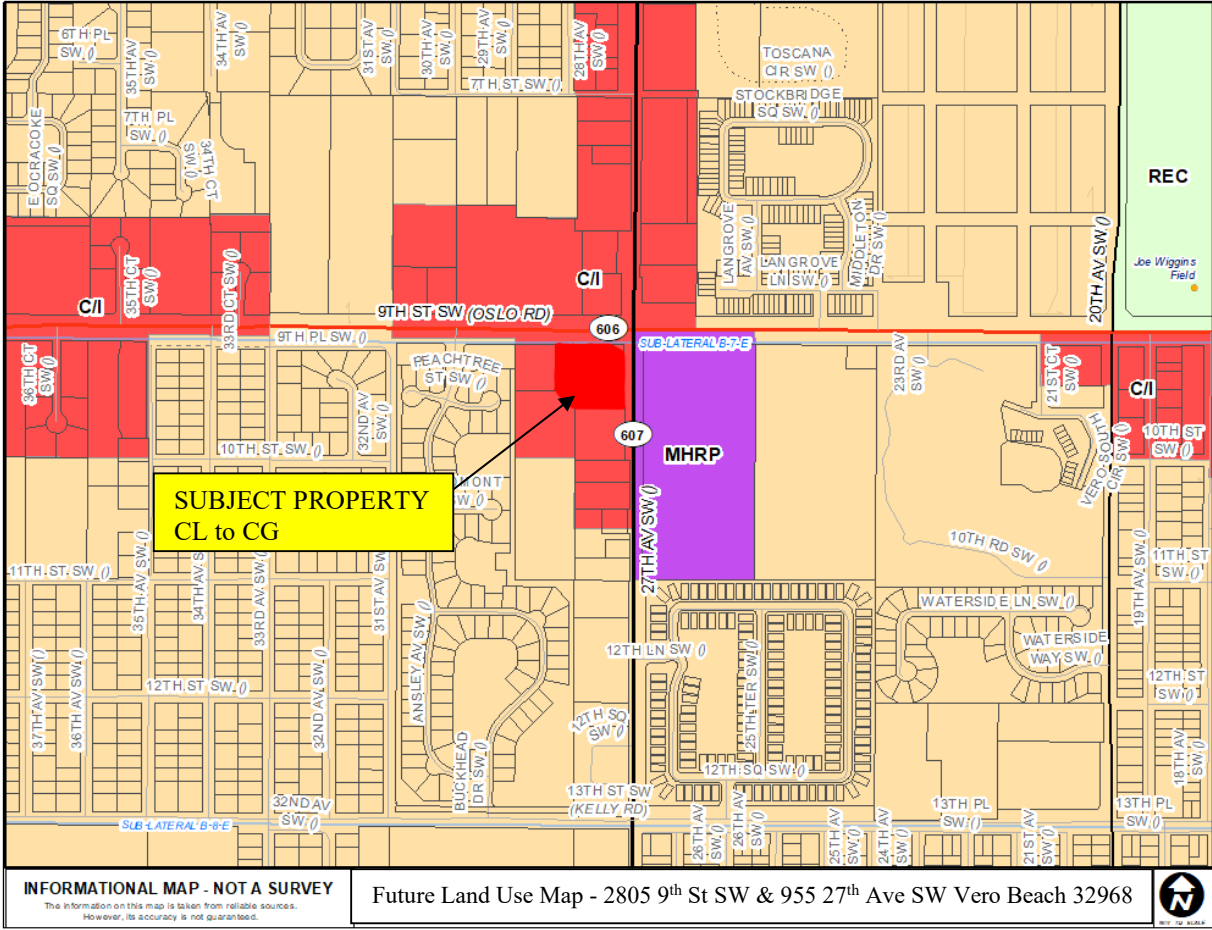 6TH PL
SW ()
35TH AV
SW ()
34TH AV
SW ()
31ST AV
SW ()
30TH AV
SW ()
29TH AV
SW ()
28TH AV
SW ()
7TH ST SW ()
TOSCANA
CIR SW ()
STOCKBRIDGE
SQ SW ()
E OCRACOKE
SQ SW ()
7TH PL
SW ()
34TH CT
SW ()
REC
LANGROVE
AV SW ()
MIDDLETON
DR SW ()
LANGROVE
LN SW ()
20TH AV SW ()
Joe Wiggins
Field
C/I
35TH CT
SW ()
33RD CT SW ()
C/I
9TH ST SW (OSLO RD)
606
9TH PL SW ()
SUB-LATERAL B-7-E
36TH CT
SW ()
PEACHTREE
ST SW ()
32ND AV
SW ()
23RD AV
SW ()
21ST CT
SW ()
C/I
10TH ST SW ()
607
MHRP
VERO SOUTH
CIR SW ()
10TH ST
SW ()
SUBJECT PROPERTY
CL to CG
MONT
W ()
27TH AV SW ()
10TH RD SW ()
11TH ST SW ()
35TH AV SW ()
34TH AV S
33RD AV SW ()
31ST AV SW
19TH AV SW ()
11TH ST
SW ()
ANSLEY AV SW ()
WATERSIDE LN SW ()
WATERSIDE
WAY SW ()
12TH LN SW ()
12TH ST SW ()
37TH AV SW ()
36TH AV SW ()
32ND AV SW ()
25TH TER SW ()
12TH ST
SW ()
12TH SQ
SW ()
BUCKHEAD
DR SW ()
12TH SQ SW ()
18TH AV
SW ()
32ND AV
SW ()
13TH ST SW
(KELLY RD)
13TH PL
SW ()
13TH PL
SW ()
SUB-LATERAL B-8-E
26TH AV
SW ()
26TH AV
SW ()
25TH AV
SW ()
24TH AV
SW ()
21ST AV
SW ()
INFORMATIONAL MAP - NOT A SURVEY
The information on this map is taken from reliable sources.
However, its accuracy is not guaranteed.
Future Land Use Map - 2805 9th St SW & 955 27th Ave SW Vero Beach 32968
N
NOT TO SCALE